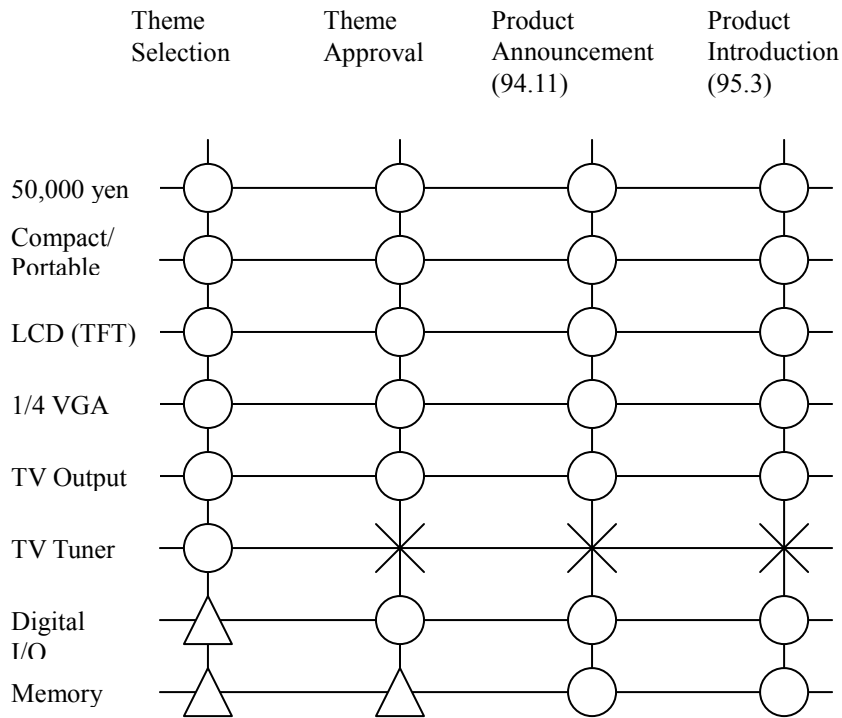 Theme
Selection
Theme
Approval
Product
Announcement
(94.11)
Product
Introduction
(95.3)
50,000 yen
Compact/
Portable
LCD (TFT)
1/4 VGA
TV Output
TV Tuner
Digital
I/O
Memory